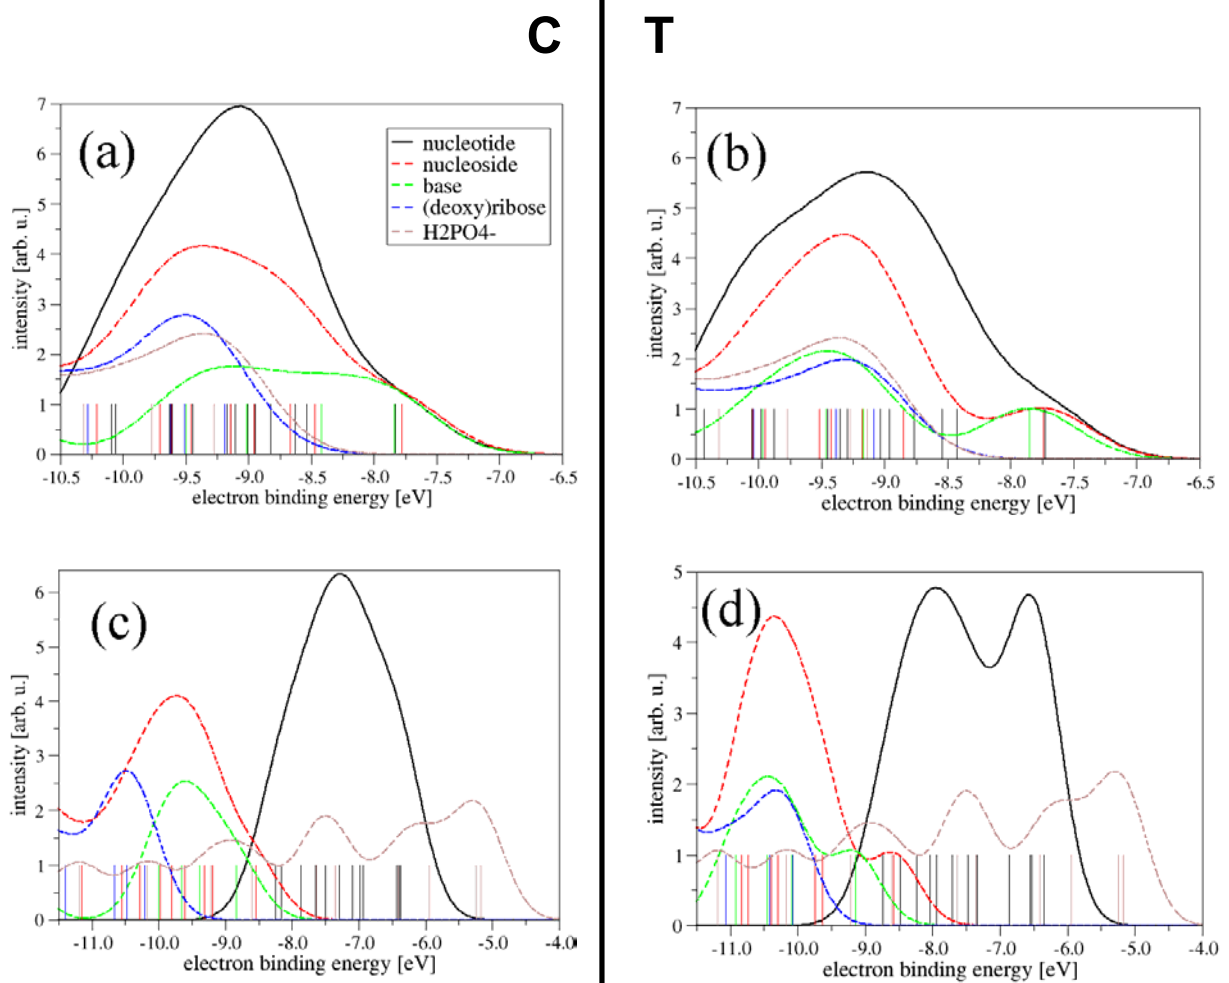 C
T
(a)
7
6
5
4
3
2
1
0
intensity [arb. u.]
nucleotide
nucleoside
base
(deoxy)ribose
H2PO4-
-10.5 -10.0 -9.5 -9.0 -8.5 -8.0 -7.5 -7.0 -6.5
electron binding energy [eV]
(b)
7
6
5
4
3
2
1
0
intensity [arb. u.]
-10.5 -10.0 -9.5 -9.0 -8.5 -8.0 -7.5 -7.0 -6.5
electron binding energy [eV]
(c)
6
5
4
3
2
1
0
intensity [arb. u.]
-11.0 -10.0 -9.0 -8.0 -7.0 -6.0 -5.0 -4.0
electron binding energy [eV]
(d)
5
4
3
2
1
0
intensity [arb. u.]
-11.0 -10.0 -9.0 -8.0 -7.0 -6.0 -5.0 -4.0
electron binding energy [eV]